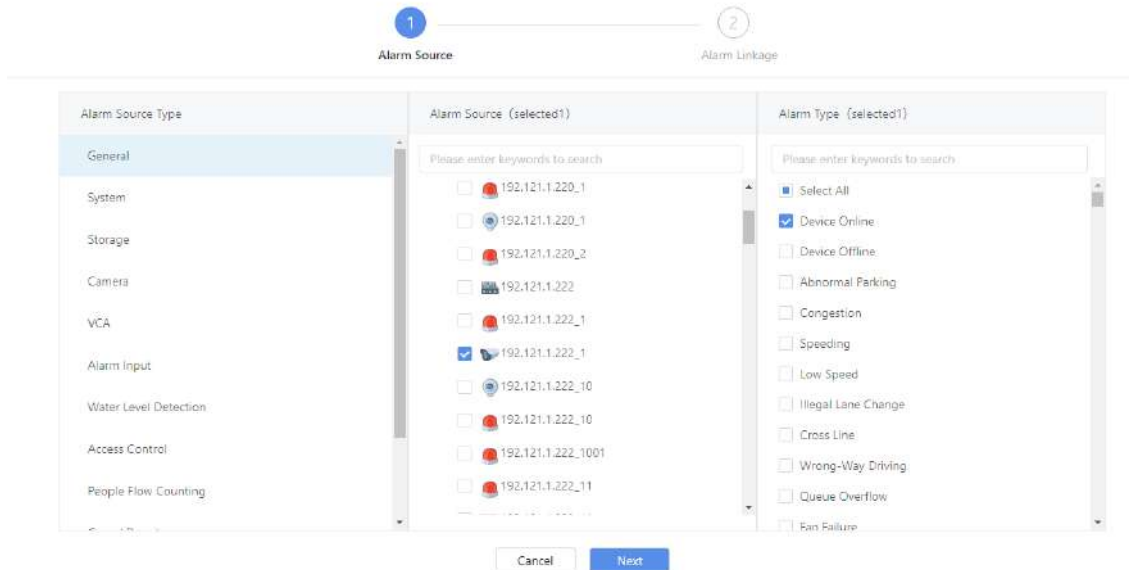 1
2
Alarm Source
Alarm Linkage
Alarm Source Type
General
System
Storage
Camera
VCA
Alarm Input
Water Level Detection
Access Control
People Flow Counting
Alarm Source (selected1)
Please enter keywords to search
192.121.1.220_1
192.121.1.220_1
192.121.1.220_2
192.121.1.222
192.121.1.222_1
192.121.1.222_1
192.121.1.222_10
192.121.1.222_10
192.121.1.222_1001
192.121.1.222_11
Alarm Type (selected1)
Please enter keywords to search
Select All
Device Online
Device Offline
Abnormal Parking
Congestion
Speeding
Low Speed
Illegal Lane Change
Cross Line
Wrong-Way Driving
Queue Overflow
Fan Failure
Cancel
Next